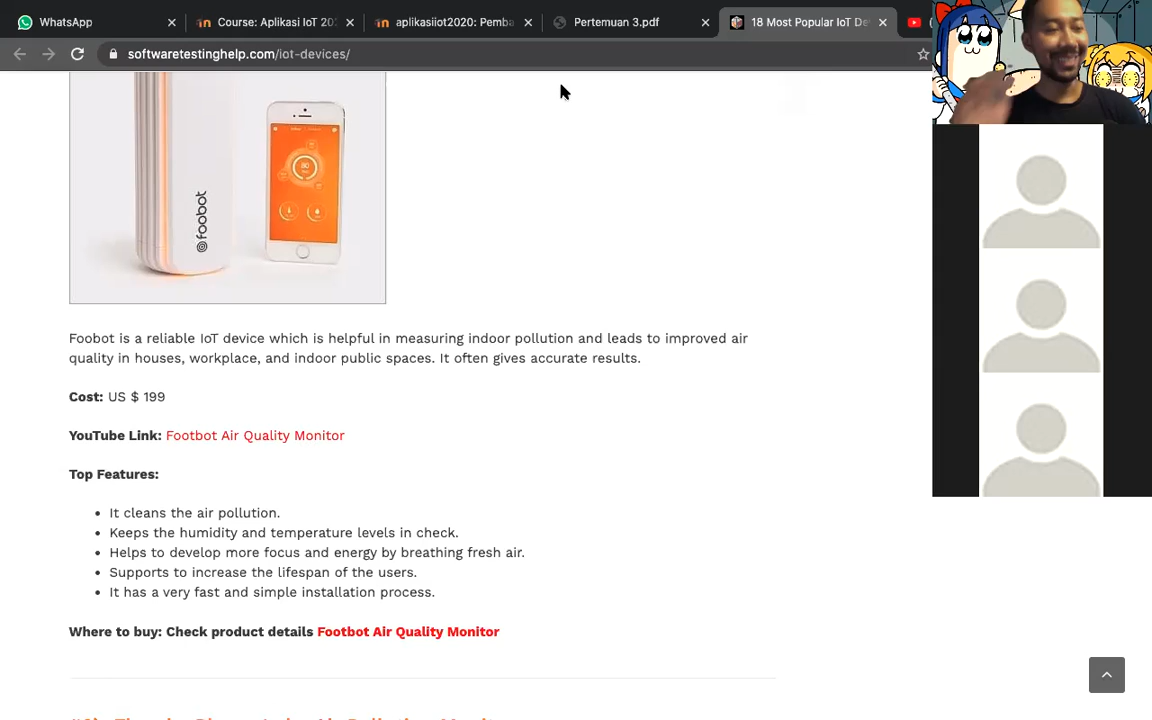 WhatsApp
Course: Aplikasi IoT 202
aplikasiiot2020: Pemba
Pertemuan 3.pdf
18 Most Popular IoT De
softwaretestinghelp.com/iot-devices/
foobot
Foobot is a reliable IoT device which is helpful in measuring indoor pollution and leads to improved air
quality in houses, workplace, and indoor public spaces. It often gives accurate results.
Cost: US $ 199
YouTube Link: Footbot Air Quality Monitor
Top Features:
• It cleans the air pollution.
• Keeps the humidity and temperature levels in check.
• Helps to develop more focus and energy by breathing fresh air.
• Supports to increase the lifespan of the users.
• It has a very fast and simple installation process.
Where to buy: Check product details Footbot Air Quality Monitor